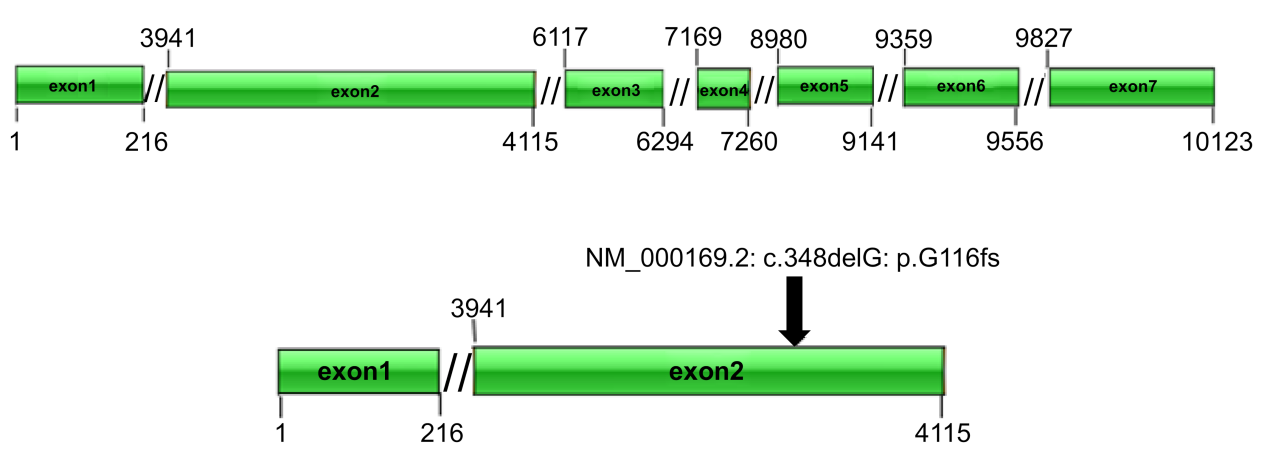 3941 6117 7169 8980 9359 9827
exon1 // exon2 // exon3 // exon4 // exon5 // exon6 // exon7
1 216 4115 6294 7260 9141 9556 10123
NM_000169.2: c.348delG: p.G116fs
3941
exon1 // exon2
1 216 4115